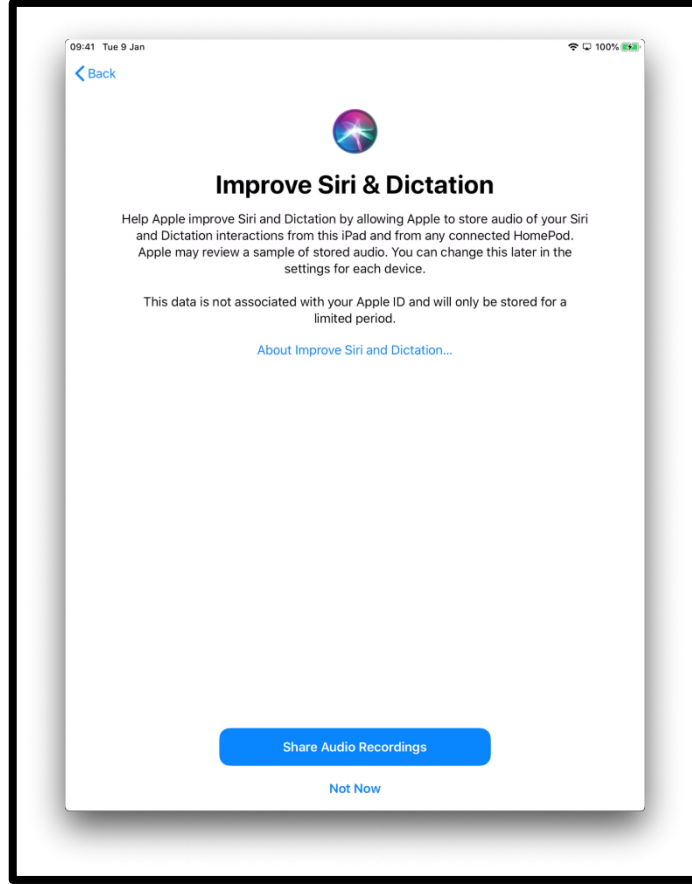 09:41 Tue 9 Jan 100%
Back
Improve Siri & Dictation
Help Apple improve Siri and Dictation by allowing Apple to store audio of your Siri
and Dictation interactions from this iPad and from any connected HomePod.
Apple may review a sample of stored audio. You can change this later in the
settings for each device.
This data is not associated with your Apple ID and will only be stored for a
limited period.
About Improve Siri and Dictation...
Share Audio Recordings
Not Now